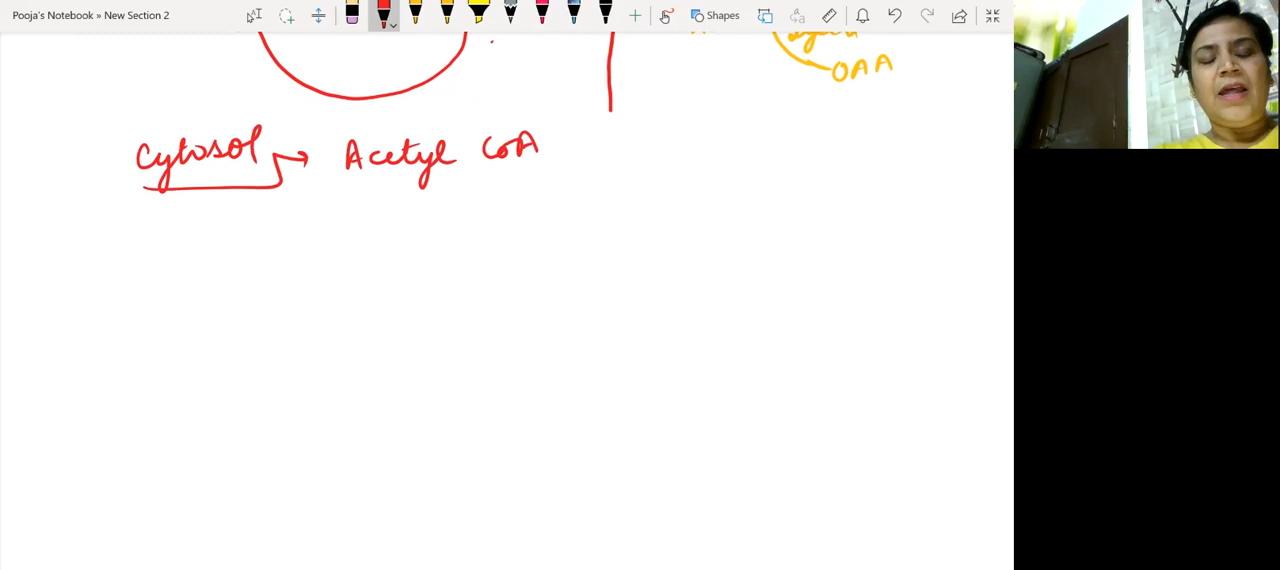 Pooja's Notebook » New Section 2
Shapes
OAA
Cytosol → Acetyl CoA